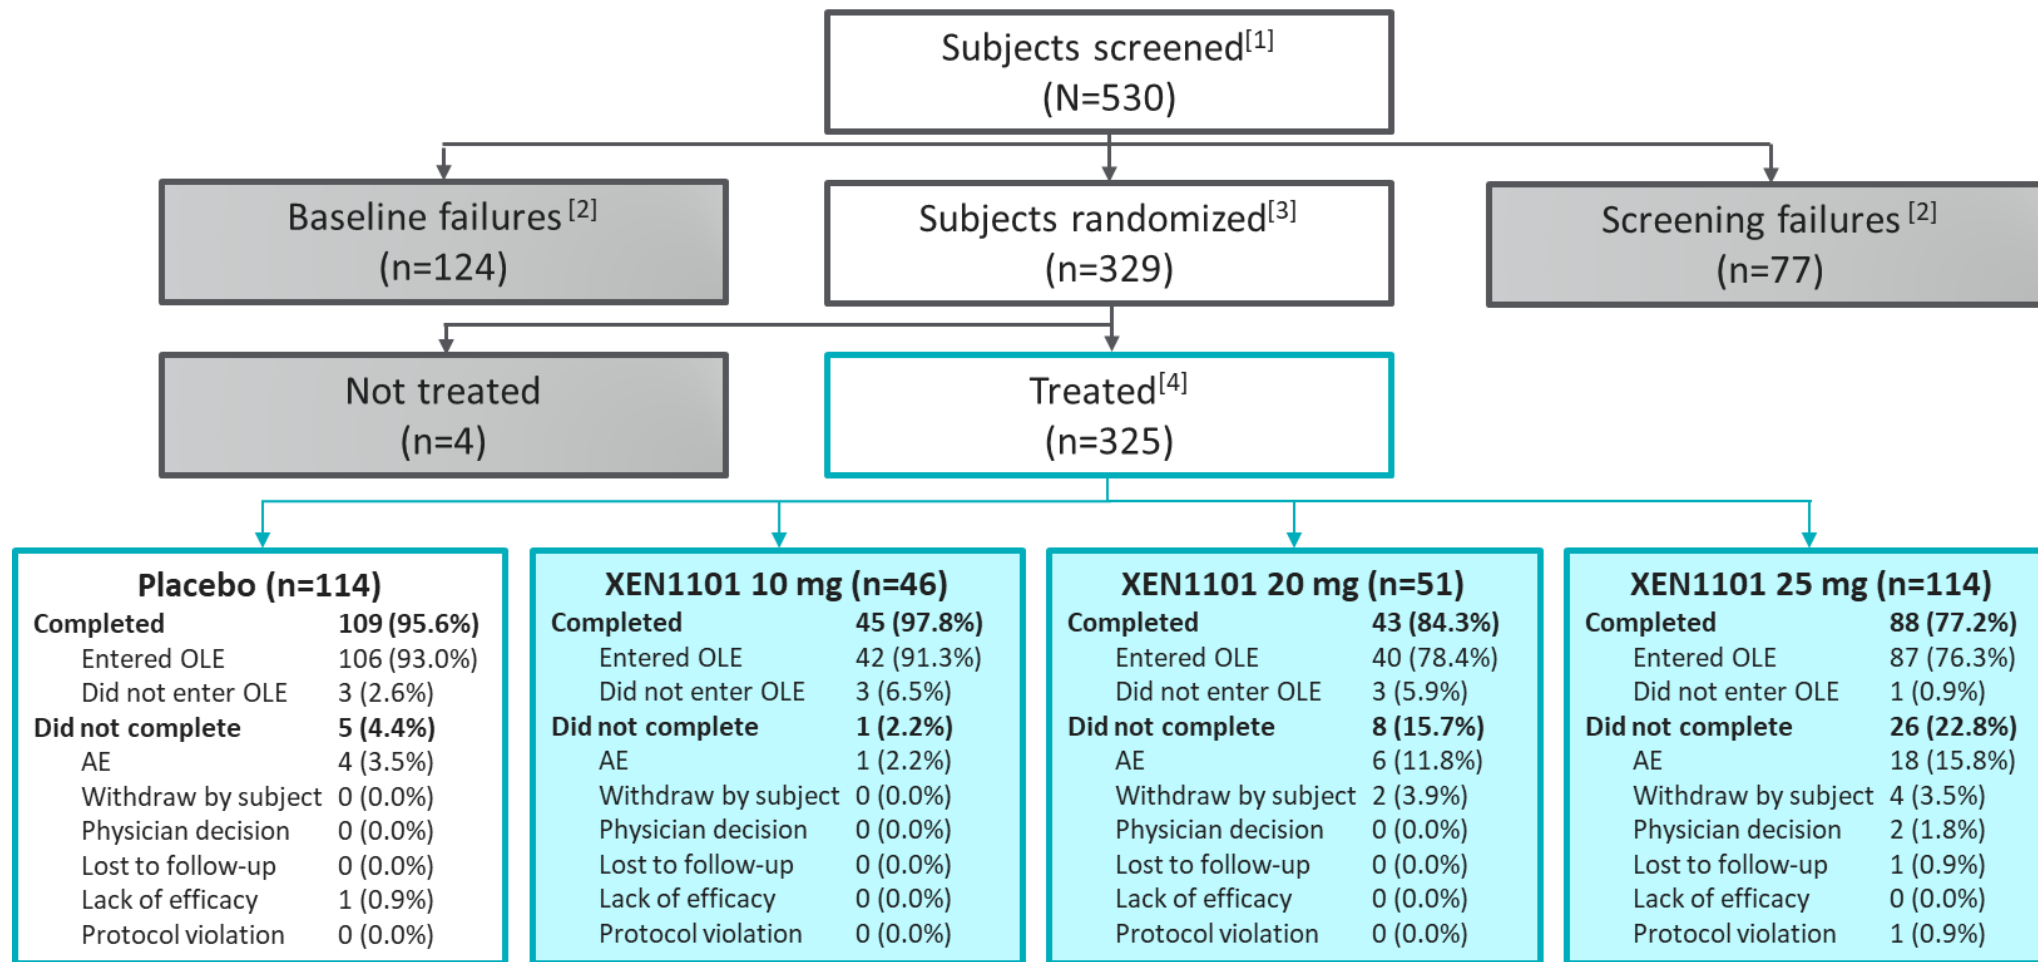 Subjects screened[1]
(N=530)
Baseline failures [2]
(n=124)
Subjects randomized[3]
(n=329)
Screening failures [2]
(n=77)
Not treated
(n=4)
Treated[4]
(n=325)
Placebo (n=114)
Completed 109 (95.6%)
Entered OLE 106 (93.0%)
Did not enter OLE 3 (2.6%)
Did not complete 5 (4.4%)
AE 4 (3.5%)
Withdraw by subject 0 (0.0%)
Physician decision 0 (0.0%)
Lost to follow-up 0 (0.0%)
Lack of efficacy 1 (0.9%)
Protocol violation 0 (0.0%)
XEN1101 10 mg (n=46)
Completed 45 (97.8%)
Entered OLE 42 (91.3%)
Did not enter OLE 3 (6.5%)
Did not complete 1 (2.2%)
AE 1 (2.2%)
Withdraw by subject 0 (0.0%)
Physician decision 0 (0.0%)
Lost to follow-up 0 (0.0%)
Lack of efficacy 0 (0.0%)
Protocol violation 0 (0.0%)
XEN1101 20 mg (n=51)
Completed 43 (84.3%)
Entered OLE 40 (78.4%)
Did not enter OLE 3 (5.9%)
Did not complete 8 (15.7%)
AE 6 (11.8%)
Withdraw by subject 2 (3.9%)
Physician decision 0 (0.0%)
Lost to follow-up 0 (0.0%)
Lack of efficacy 0 (0.0%)
Protocol violation 0 (0.0%)
XEN1101 25 mg (n=114)
Completed 88 (77.2%)
Entered OLE 87 (76.3%)
Did not enter OLE 1 (0.9%)
Did not complete 26 (22.8%)
AE 18 (15.8%)
Withdraw by subject 4 (3.5%)
Physician decision 2 (1.8%)
Lost to follow-up 1 (0.9%)
Lack of efficacy 0 (0.0%)
Protocol violation 1 (0.9%)